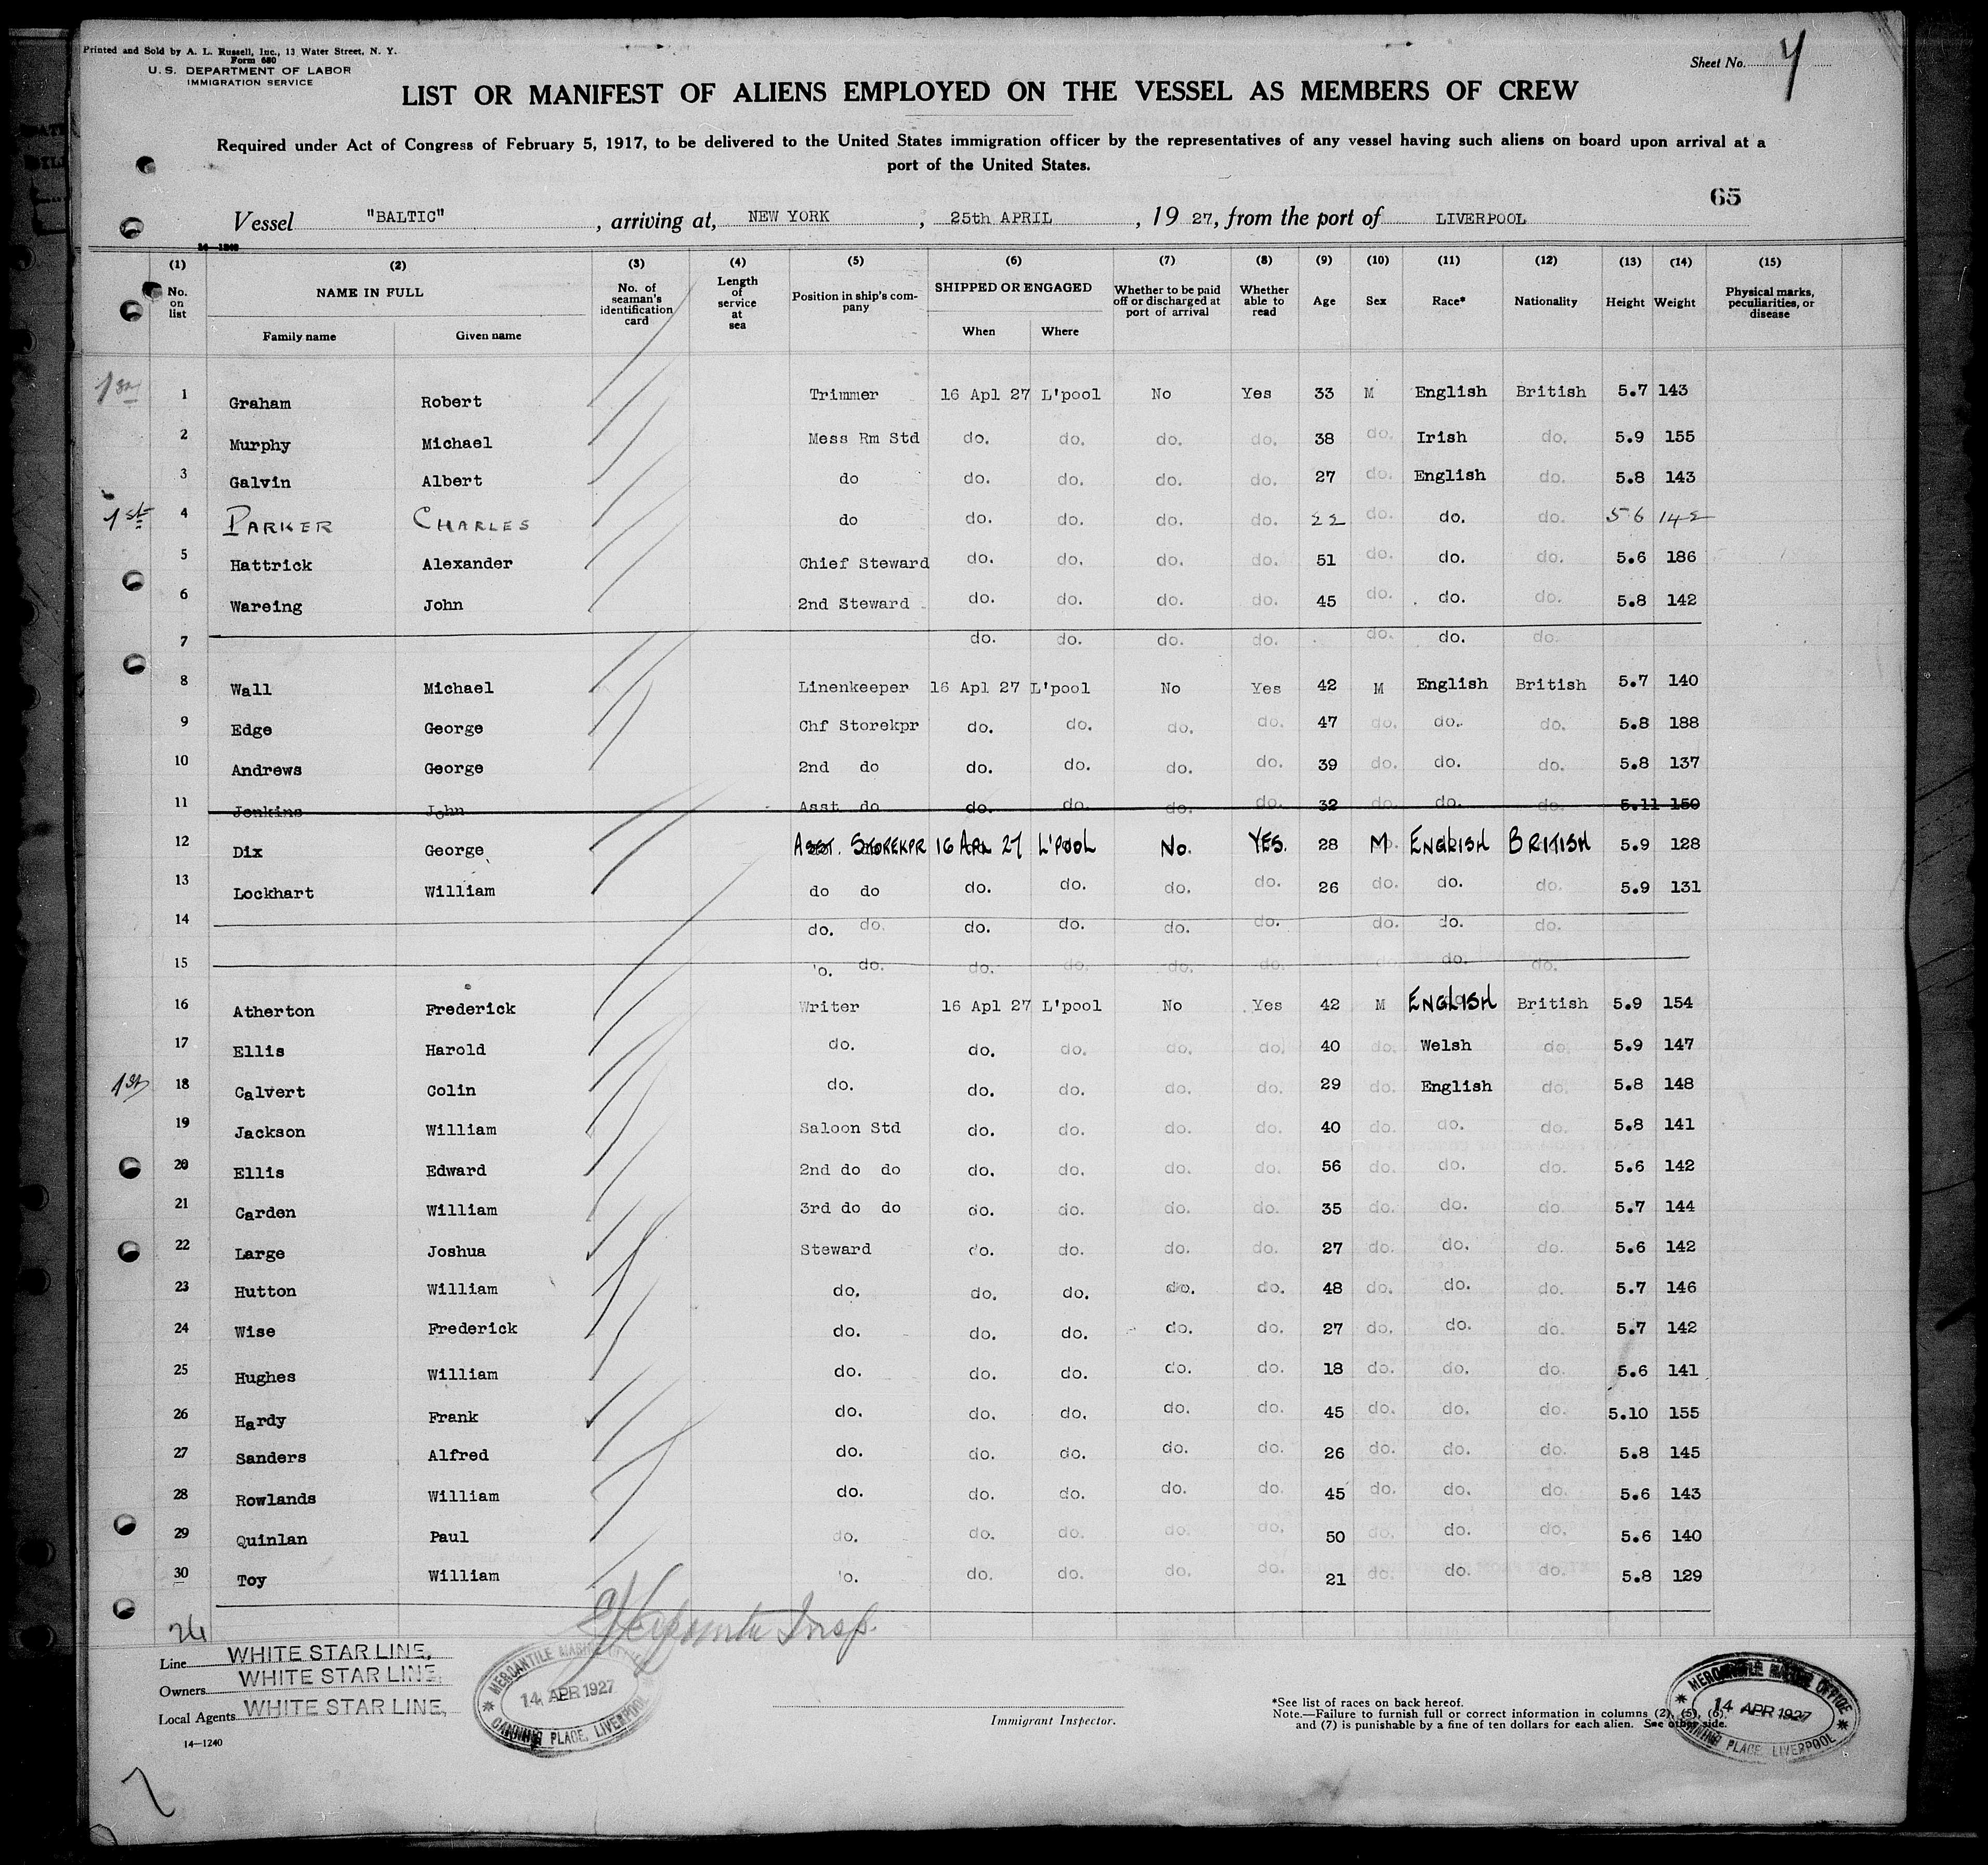 Printed and Sold by A. L. Russell, Inc., 13 Water Street, N. Y.
Form 680
U. S. DEPARTMENT OF LABOR
IMMIGRATION SERVICE
Sheet No. 4
LIST OR MANIFEST OF ALIENS EMPLOYED ON THE VESSEL AS MEMBERS OF CREW
Required under Act of Congress of February 5, 1917, to be delivered to the United States immigration officer by the representatives of any vessel having such aliens on board upon arrival at a
port of the United States.
65
Vessel "BALTIC", arriving at, NEW YORK, 25th APRIL, 19 27, from the port of LIVERPOOL
14—1240
(1) (2) (3) (4) (5) (6) (7) (8) (9) (10) (11) (12) (13) (14) (15)
No. on list NAME IN FULL Family name Given name No. of seaman's identification card Length of service at sea Position in ship's company SHIPPED OR ENGAGED When Where Whether to be paid off or discharged at port of arrival Whether able to read Age Sex Race* Nationality Height Weight Physical marks, peculiarities, or disease
1st 1 Graham Robert Trimmer 16 Apl 27 L'pool No Yes 33 M English British 5.7 143
2 Murphy Michael Mess Rm Std do. do. do. do. 38 do. Irish do. 5.9 155
3 Galvin Albert do do. do. do. do. 27 do. English do. 5.8 143
1st 4 PARKER CHARLES do do. do. do. do. 22 do. do. do. 5 6 142
5 Hattrick Alexander Chief Steward do. do. do. do. 51 do. do. do. 5.6 186
6 Wareing John 2nd Steward do. do. do. do. 45 do. do. do. 5.8 142
7 do. do. do. do. do. do. do.
8 Wall Michael Linenkeeper 16 Apl 27 L'pool No Yes 42 M English British 5.7 140
9 Edge George Chf Storekpr do. do. do. do. 47 do. do. do. 5.8 188
10 Andrews George 2nd do do. do. do. do. 39 do. do. do. 5.8 137
11 Jenkins John Asst do do. do. do. do. 32 do. do. do. 5.11 150
12 Dix George ASST. STOREKPR 16 APL 27 L'POOL No. YES. 28 M ENGLISH BRITISH 5.9 128
13 Lockhart William do do do. do. do. do. 26 do. do. do. 5.9 131
14 do. do. do. do. do. do. do. do. do.
15 'o. do. do. do. do. do. do. do. do.
16 Atherton Frederick Writer 16 Apl 27 L'pool No Yes 42 M ENGLISH British 5.9 154
17 Ellis Harold do. do. do. do. do. 40 do. Welsh do. 5.9 147
1st 18 Calvert Colin do. do. do. do. do. 29 do. English do. 5.8 148
19 Jackson William Saloon Std do. do. do. do. 40 do. do. do. 5.8 141
20 Ellis Edward 2nd do do do. do. do. do. 56 do. do. do. 5.6 142
21 Carden William 3rd do do do. do. do. do. 35 do. do. do. 5.7 144
22 Large Joshua Steward do. do. do. do. 27 do. do. do. 5.6 142
23 Hutton William do. do. do. do. do. 48 do. do. do. 5.7 146
24 Wise Frederick do. do. do. do. do. 27 do. do. do. 5.7 142
25 Hughes William do. do. do. do. do. 18 do. do. do. 5.6 141
26 Hardy Frank do. do. do. do. do. 45 do. do. do. 5.10 155
27 Sanders Alfred do. do. do. do. do. 26 do. do. do. 5.8 145
28 Rowlands William do. do. do. do. do. 45 do. do. do. 5.6 143
29 Quinlan Paul do. do. do. do. do. 50 do. do. do. 5.6 140
30 Toy William 'o. do. do. do. do. 21 do. do. do. 5.8 129
Insp.
Line WHITE STAR LINE,
Owners WHITE STAR LINE,
Local Agents WHITE STAR LINE,
14—1240
MERCANTILE MARINE OFFICE
14 APR 1927
CANNING PLACE, LIVERPOOL
Immigrant Inspector.
*See list of races on back hereof.
Note.—Failure to furnish full or correct information in columns (2), (5), (6),
and (7) is punishable by a fine of ten dollars for each alien. See other side.
MERCANTILE MARINE OFFICE
14 APR 1927
CANNING PLACE, LIVERPOOL